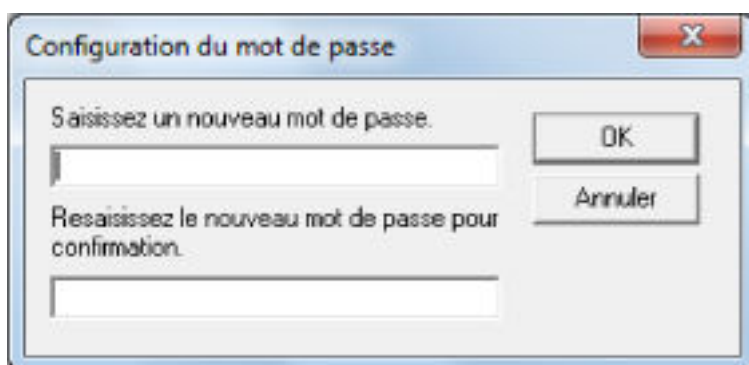 Configuration du mot de passe
Saisissez un nouveau mot de passe.
OK
Annuler
Resaisissez le nouveau mot de passe pour
confirmation.